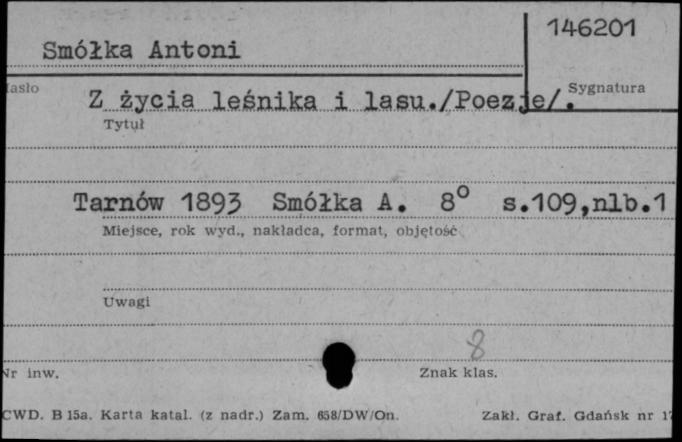 146201
Smółka Antoni
Sygnatura
Z życia leśnika i lasu./Poezje/.
Tytuł
Tarnów 1893 Smółka A. 8° s.109,nlb.1
Miejsce, rok wyd., nakładca, format, objętość
Uwagi
8
Nr inw. Znak klas.
CWD. B 15a. Karta katal. (z nadr.) Zam. 658/DW/On. Zakł. Graf. Gdańsk nr